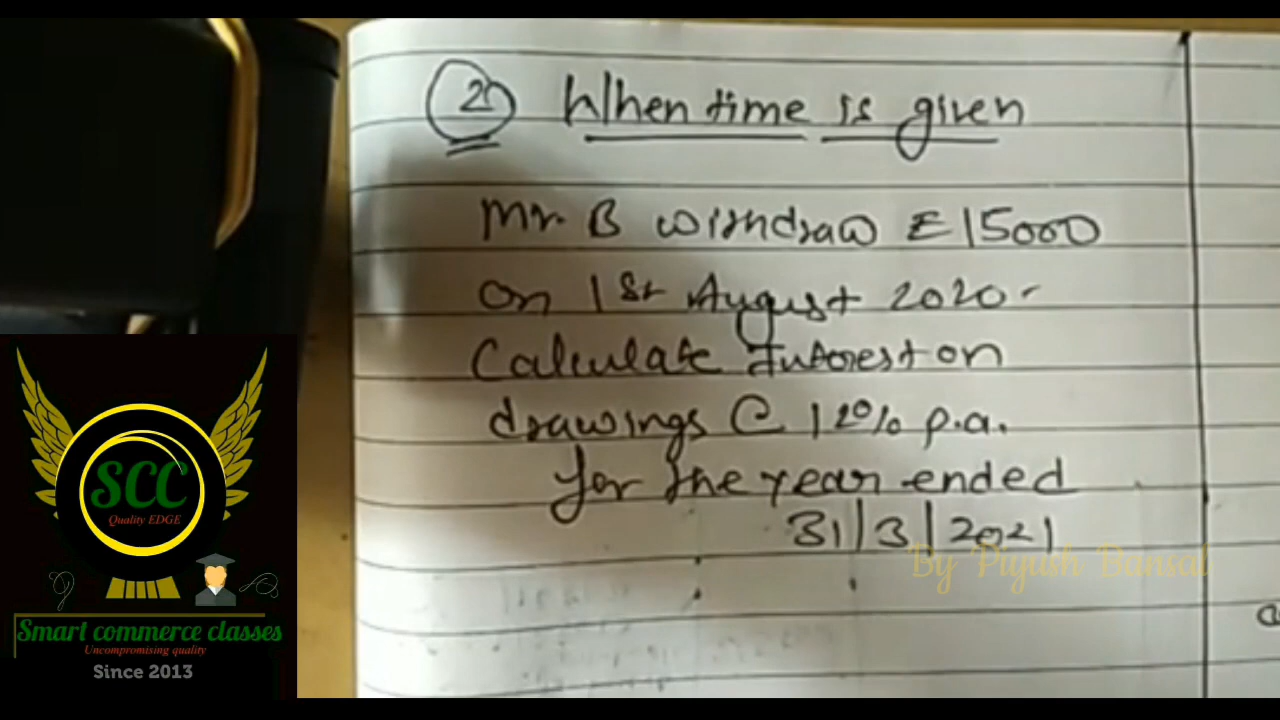 2 When time is given
Mr. B withdraw ₹15000
on 1st August 2020.
Calculate Interest on
drawings @ 12% p.a.
for the year ended
31/3/2021
By Piyush Bansal
SCC
Quality EDGE
Smart commerce classes
Uncompromising quality
Since 2013